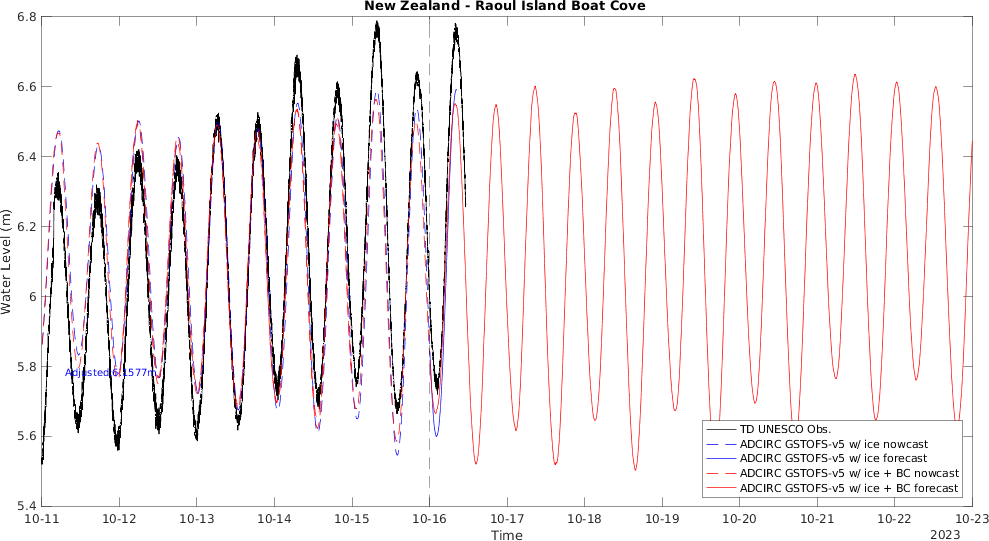 New Zealand - Raoul Island Boat Cove
Water Level (m)
6.8
6.6
6.4
6.2
6
5.8
5.6
5.4
Adjusted 6.1577m
TD UNESCO Obs.
ADCIRC GSTOFS-v5 w/ ice nowcast
ADCIRC GSTOFS-v5 w/ ice forecast
ADCIRC GSTOFS-v5 w/ ice + BC nowcast
ADCIRC GSTOFS-v5 w/ ice + BC forecast
10-11 10-12 10-13 10-14 10-15 10-16 10-17 10-18 10-19 10-20 10-21 10-22 10-23
Time
2023